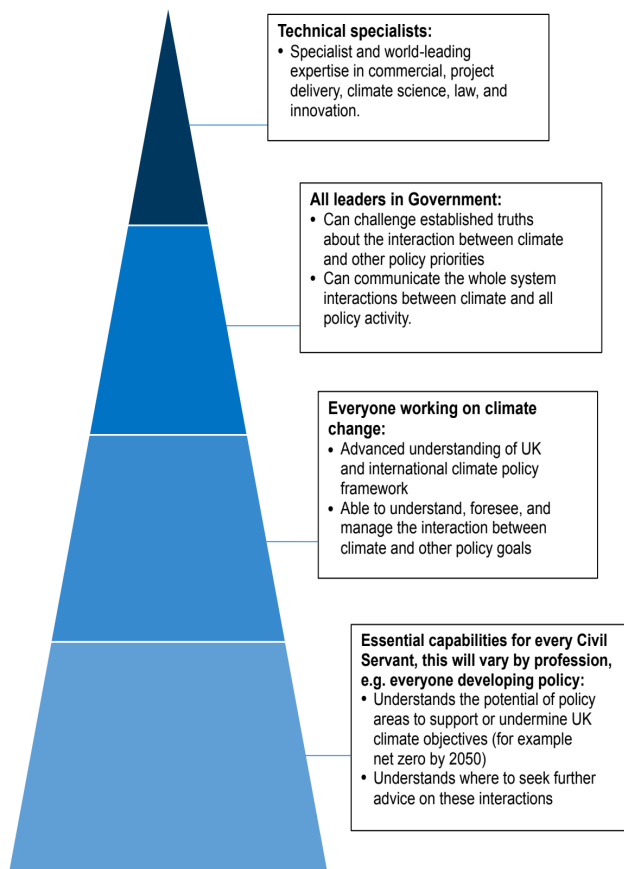 Technical specialists:
• Specialist and world-leading
expertise in commercial, project
delivery, climate science, law, and
innovation.
All leaders in Government:
• Can challenge established truths
about the interaction between climate
and other policy priorities
• Can communicate the whole system
interactions between climate and all
policy activity.
Everyone working on climate
change:
• Advanced understanding of UK
and international climate policy
framework
• Able to understand, foresee, and
manage the interaction between
climate and other policy goals
Essential capabilities for every Civil
Servant, this will vary by profession,
e.g. everyone developing policy:
• Understands the potential of policy
areas to support or undermine UK
climate objectives (for example
net zero by 2050)
• Understands where to seek further
advice on these interactions